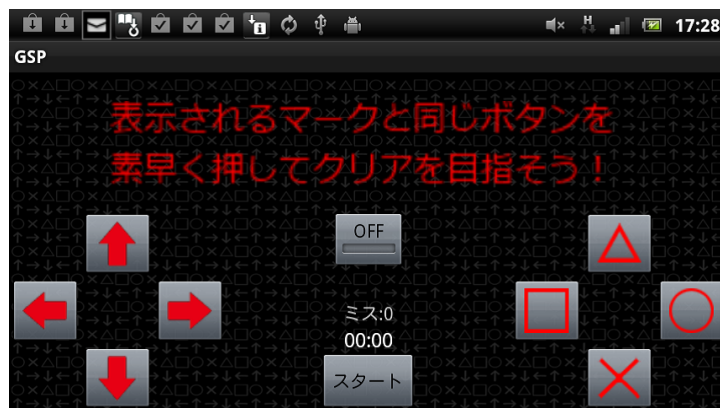 17:28
GSP
表示されるマークと同じボタンを
素早く押してクリアを目指そう！
OFF
ミス:0
00:00
スタート